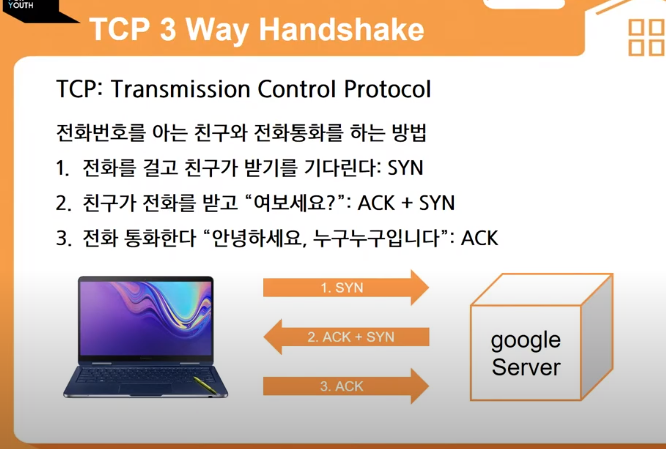 YOUTH
TCP 3 Way Handshake
TCP: Transmission Control Protocol
전화번호를 아는 친구와 전화통화를 하는 방법
1. 전화를 걸고 친구가 받기를 기다린다: SYN
2. 친구가 전화를 받고 “여보세요?”: ACK + SYN
3. 전화 통화한다 “안녕하세요, 누구누구입니다”: ACK
1. SYN
2. ACK + SYN
3. ACK
google
Server